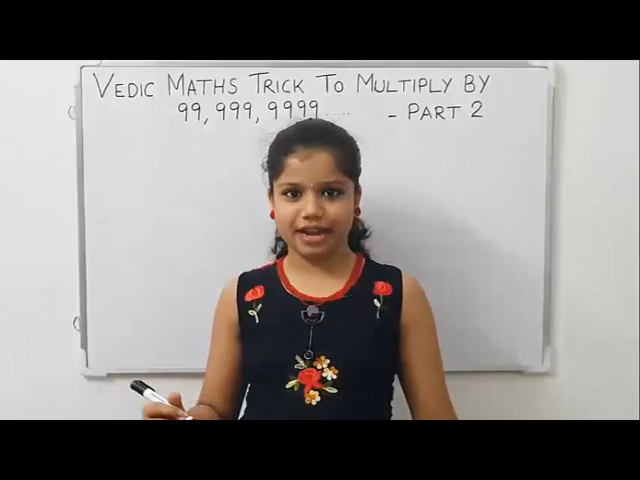 VEDIC MATHS TRICK TO MULTIPLY BY
99, 999, 9999..... - PART 2